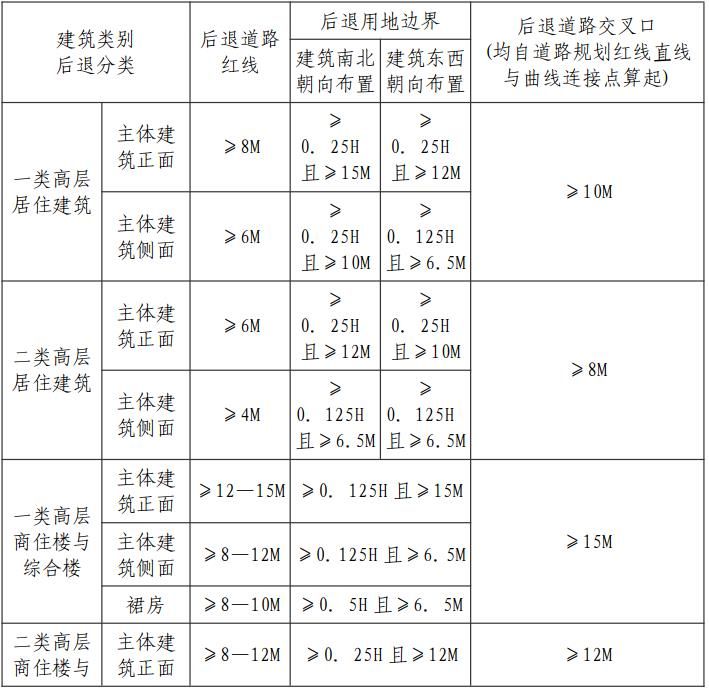 建筑类别
后退分类
后退道路
红线
后退用地边界
建筑南北
朝向布置
建筑东西
朝向布置
后退道路交叉口
(均自道路规划红线直线
与曲线连接点算起)
一类高层
居住建筑
主体建
筑正面
⩾8M
⩾
0. 25H
且⩾15M
⩾
0. 25H
且⩾12M
⩾10M
主体建
筑侧面
⩾6M
⩾
0. 25H
且⩾10M
⩾
0. 125H
且⩾6.5M
二类高层
居住建筑
主体建
筑正面
⩾6M
⩾
0. 25H
且⩾12M
⩾
0. 25H
且⩾10M
⩾8M
主体建
筑侧面
⩾4M
⩾
0. 125H
且⩾6.5M
⩾
0. 125H
且⩾6.5M
一类高层
商住楼与
综合楼
主体建
筑正面
⩾12—15M
⩾0. 125H 且⩾15M
⩾15M
主体建
筑侧面
⩾8—12M
⩾0.125H 且⩾6.5M
裙房
⩾8—10M
⩾0. 5H 且⩾6. 5M
二类高层
商住楼与
主体建
筑正面
⩾8—12M
⩾0. 25H 且⩾12M
⩾12M